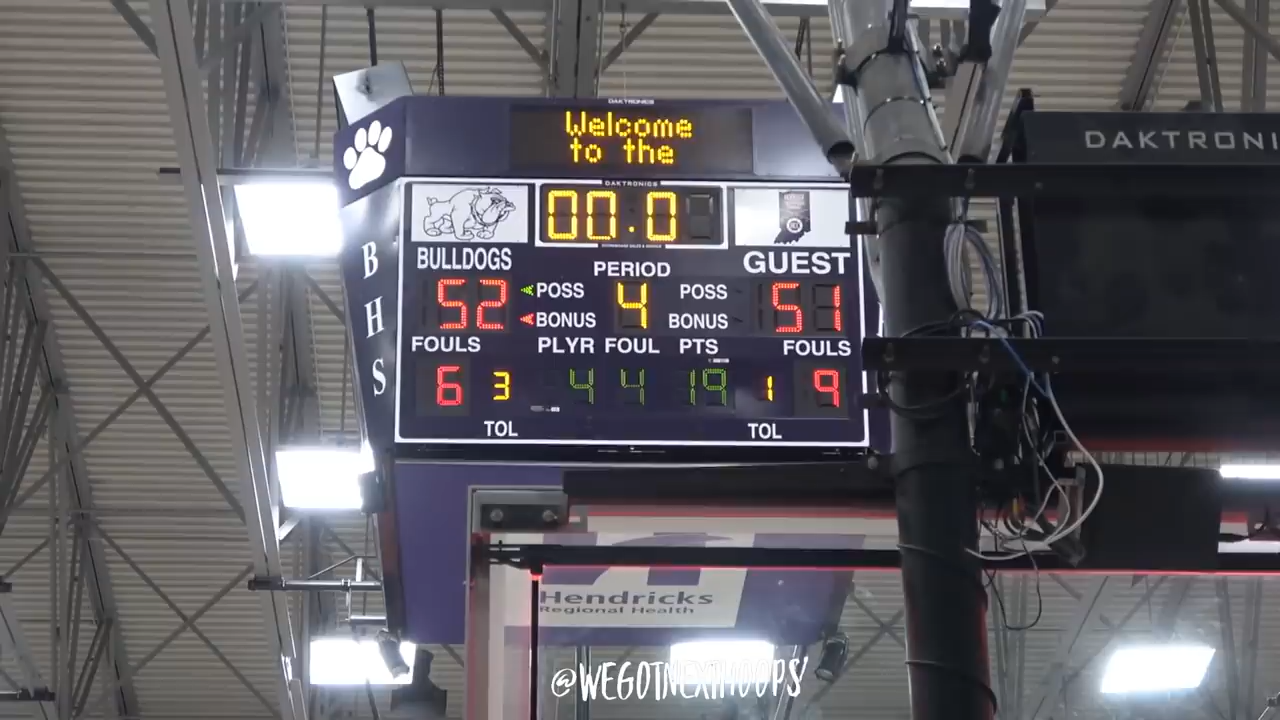 DAKTRONICS
Welcome
to the
DAKTRONI
DAKTRONICS
00.0
BULLDOGS
PERIOD
GUEST
52
POSS
4
POSS
51
BONUS
BONUS
FOULS
PLYR FOUL PTS
FOULS
6 3 4 4 19 1 9
TOL
TOL
B
H
S
Hendricks
Regional Health
@WEGOTNEXTHOOPS